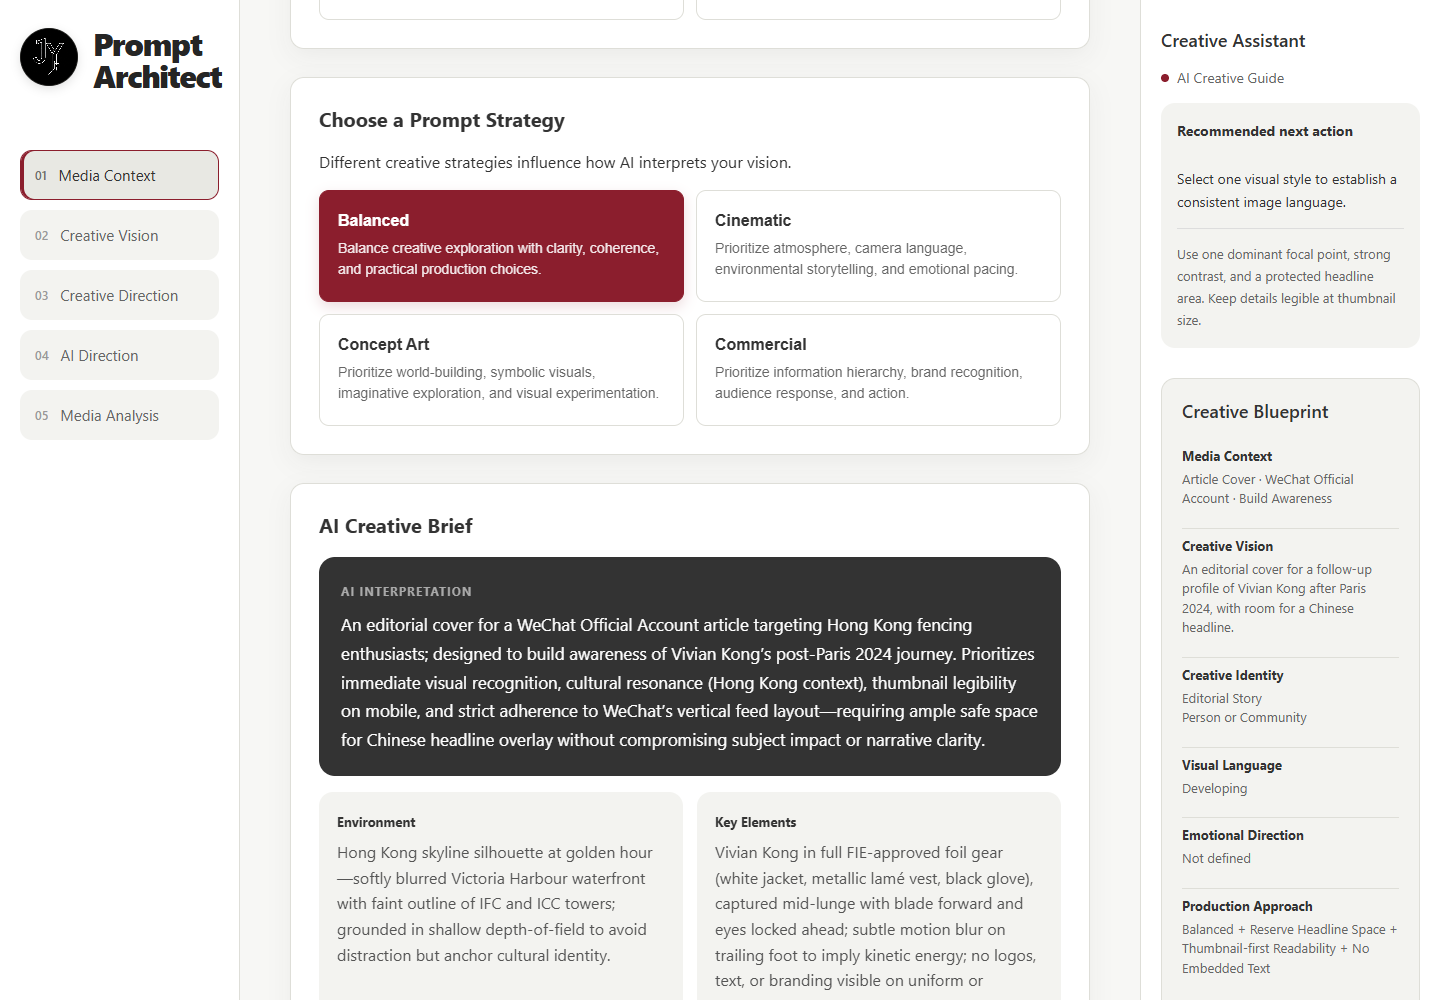 JY
Prompt
Architect
01 Media Context
02 Creative Vision
03 Creative Direction
04 AI Direction
05 Media Analysis
Choose a Prompt Strategy
Different creative strategies influence how AI interprets your vision.
Balanced
Balance creative exploration with clarity, coherence,
and practical production choices.
Cinematic
Prioritize atmosphere, camera language,
environmental storytelling, and emotional pacing.
Concept Art
Prioritize world-building, symbolic visuals,
imaginative exploration, and visual experimentation.
Commercial
Prioritize information hierarchy, brand recognition,
audience response, and action.
AI Creative Brief
AI INTERPRETATION
An editorial cover for a WeChat Official Account article targeting Hong Kong fencing
enthusiasts; designed to build awareness of Vivian Kong’s post-Paris 2024 journey. Prioritizes
immediate visual recognition, cultural resonance (Hong Kong context), thumbnail legibility
on mobile, and strict adherence to WeChat’s vertical feed layout—requiring ample safe space
for Chinese headline overlay without compromising subject impact or narrative clarity.
Environment
Hong Kong skyline silhouette at golden hour
—softly blurred Victoria Harbour waterfront
with faint outline of IFC and ICC towers;
grounded in shallow depth-of-field to avoid
distraction but anchor cultural identity.
Key Elements
Vivian Kong in full FIE-approved foil gear
(white jacket, metallic lamé vest, black glove),
captured mid-lunge with blade forward and
eyes locked ahead; subtle motion blur on
trailing foot to imply kinetic energy; no logos,
text, or branding visible on uniform or
Creative Assistant
AI Creative Guide
Recommended next action
Select one visual style to establish a
consistent image language.
Use one dominant focal point, strong
contrast, and a protected headline
area. Keep details legible at thumbnail
size.
Creative Blueprint
Media Context
Article Cover · WeChat Official
Account · Build Awareness
Creative Vision
An editorial cover for a follow-up
profile of Vivian Kong after Paris
2024, with room for a Chinese
headline.
Creative Identity
Editorial Story
Person or Community
Visual Language
Developing
Emotional Direction
Not defined
Production Approach
Balanced + Reserve Headline Space +
Thumbnail-first Readability + No
Embedded Text